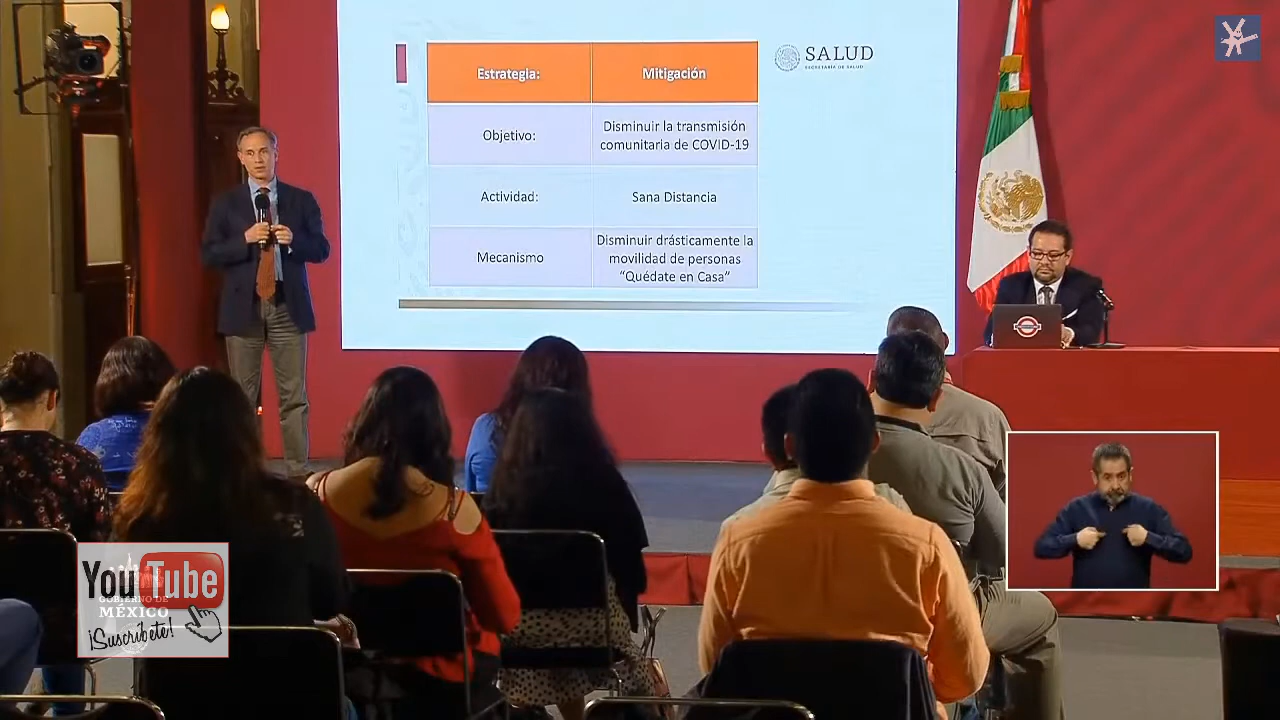 Estrategia:
Mitigación
Objetivo:
Disminuir la transmisión
comunitaria de COVID-19
Actividad:
Sana Distancia
Mecanismo
Disminuir drásticamente la
movilidad de personas
“Quédate en Casa”
SALUD
SECRETARÍA DE SALUD
YouTube
GOBIERNO DE
MÉXICO
¡Suscríbete!